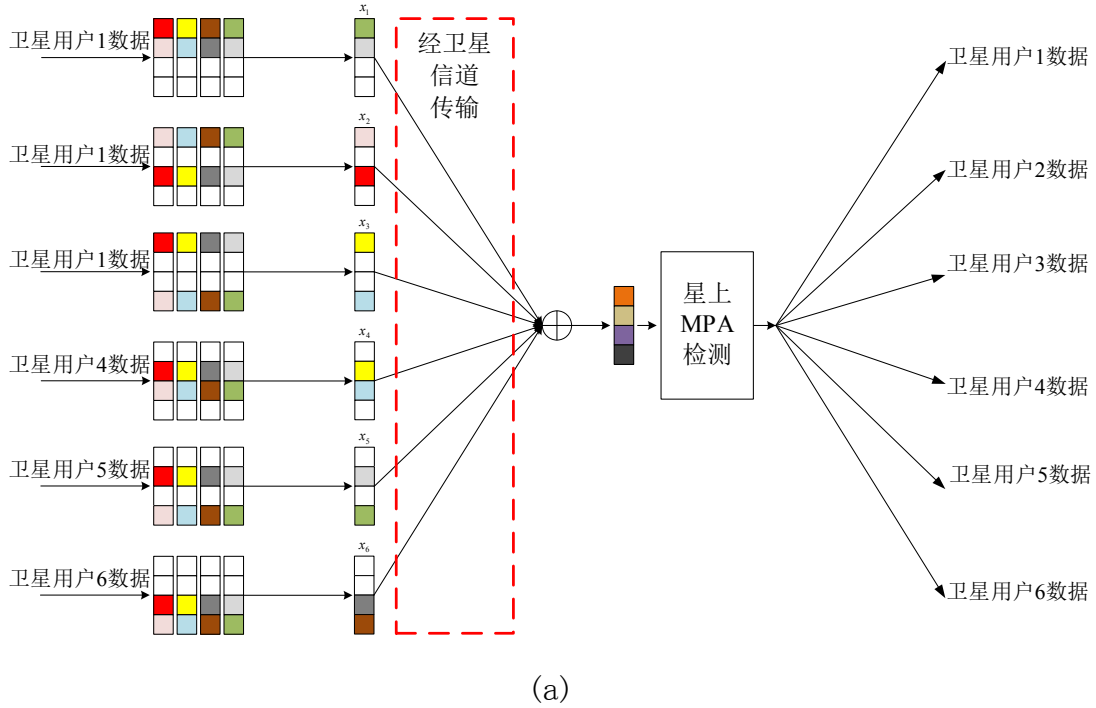 卫星用户1数据
卫星用户1数据
卫星用户1数据
卫星用户4数据
卫星用户5数据
卫星用户6数据
x1
x2
x3
x4
x5
x6
经卫星
信道
传输
星上
MPA
检测
卫星用户1数据
卫星用户2数据
卫星用户3数据
卫星用户4数据
卫星用户5数据
卫星用户6数据
(a)